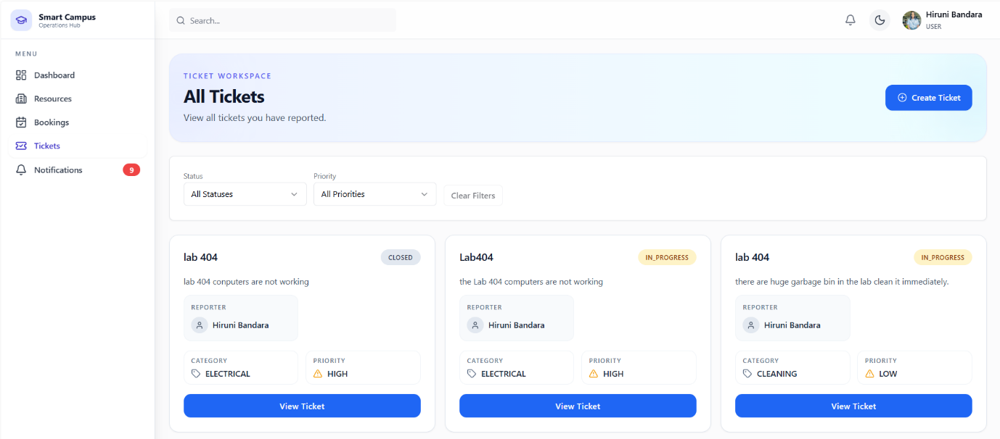 Smart Campus
Operations Hub
Search...
Hiruni Bandara
USER
MENU
Dashboard
Resources
Bookings
Tickets
Notifications 9
TICKET WORKSPACE
All Tickets
View all tickets you have reported.
Create Ticket
Status Priority
All Statuses All Priorities Clear Filters
lab 404 CLOSED
lab 404 conputers are not working
REPORTER
Hiruni Bandara
CATEGORY PRIORITY
ELECTRICAL HIGH
View Ticket
Lab404 IN_PROGRESS
the Lab 404 computers are not working
REPORTER
Hiruni Bandara
CATEGORY PRIORITY
ELECTRICAL HIGH
View Ticket
lab 404 IN_PROGRESS
there are huge garbage bin in the lab clean it immediately.
REPORTER
Hiruni Bandara
CATEGORY PRIORITY
CLEANING LOW
View Ticket